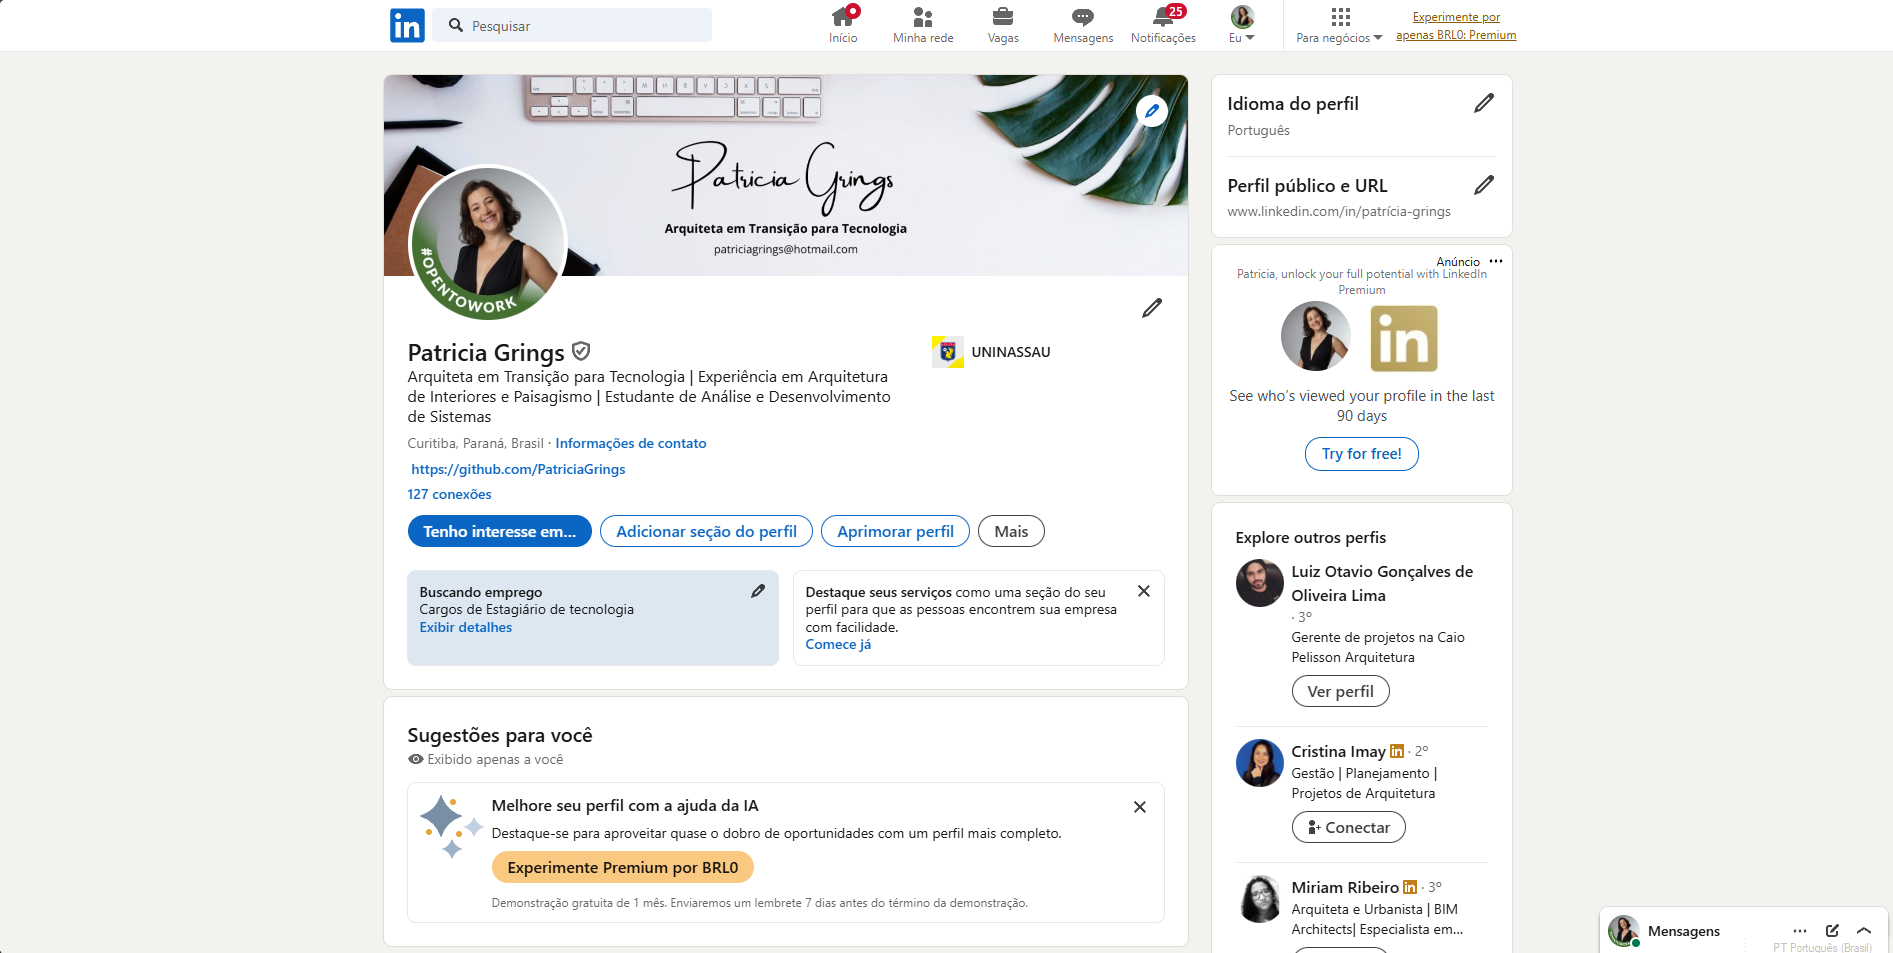 in
Pesquisar
Início
Minha rede
Vagas
Mensagens
25
Notificações
Eu
Para negócios
Experimente por
apenas BRL0: Premium
Patricia Grings
Arquiteta em Transição para Tecnologia
patriciagrings@hotmail.com
#OPENTOWORK
Patricia Grings
Arquiteta em Transição para Tecnologia | Experiência em Arquitetura
de Interiores e Paisagismo | Estudante de Análise e Desenvolvimento
de Sistemas
UNINASSAU
Curitiba, Paraná, Brasil · Informações de contato
https://github.com/PatriciaGrings
127 conexões
Tenho interesse em...
Adicionar seção do perfil
Aprimorar perfil
Mais
Buscando emprego
Cargos de Estagiário de tecnologia
Exibir detalhes
Destaque seus serviços como uma seção do seu
perfil para que as pessoas encontrem sua empresa
com facilidade.
Comece já
Sugestões para você
Exibido apenas a você
Melhore seu perfil com a ajuda da IA
Destaque-se para aproveitar quase o dobro de oportunidades com um perfil mais completo.
Experimente Premium por BRL0
Demonstração gratuita de 1 mês. Enviaremos um lembrete 7 dias antes do término da demonstração.
Idioma do perfil
Português
Perfil público e URL
www.linkedin.com/in/patrícia-grings
Anúncio
Patricia, unlock your full potential with LinkedIn
Premium
in
See who's viewed your profile in the last
90 days
Try for free!
Explore outros perfis
Luiz Otavio Gonçalves de
Oliveira Lima
· 3º
Gerente de projetos na Caio
Pelisson Arquitetura
Ver perfil
Cristina Imay in · 2º
Gestão | Planejamento |
Projetos de Arquitetura
Conectar
Miriam Ribeiro in · 3º
Arquiteta e Urbanista | BIM
Architects| Especialista em...
Mensagens
PT Português (Brasil)